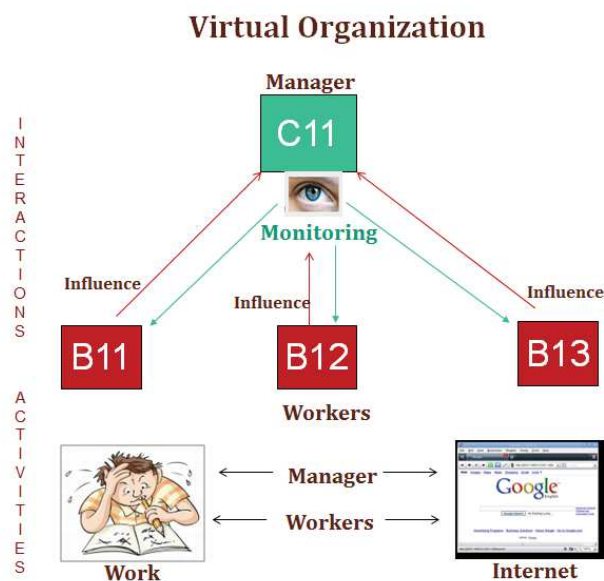 Virtual Organization
Manager
C11
INTERACTIONS
Monitoring
Influence
Influence
Influence
B11
B12
B13
Workers
ACTIVITIES
Manager
Google
Workers
Work
Internet